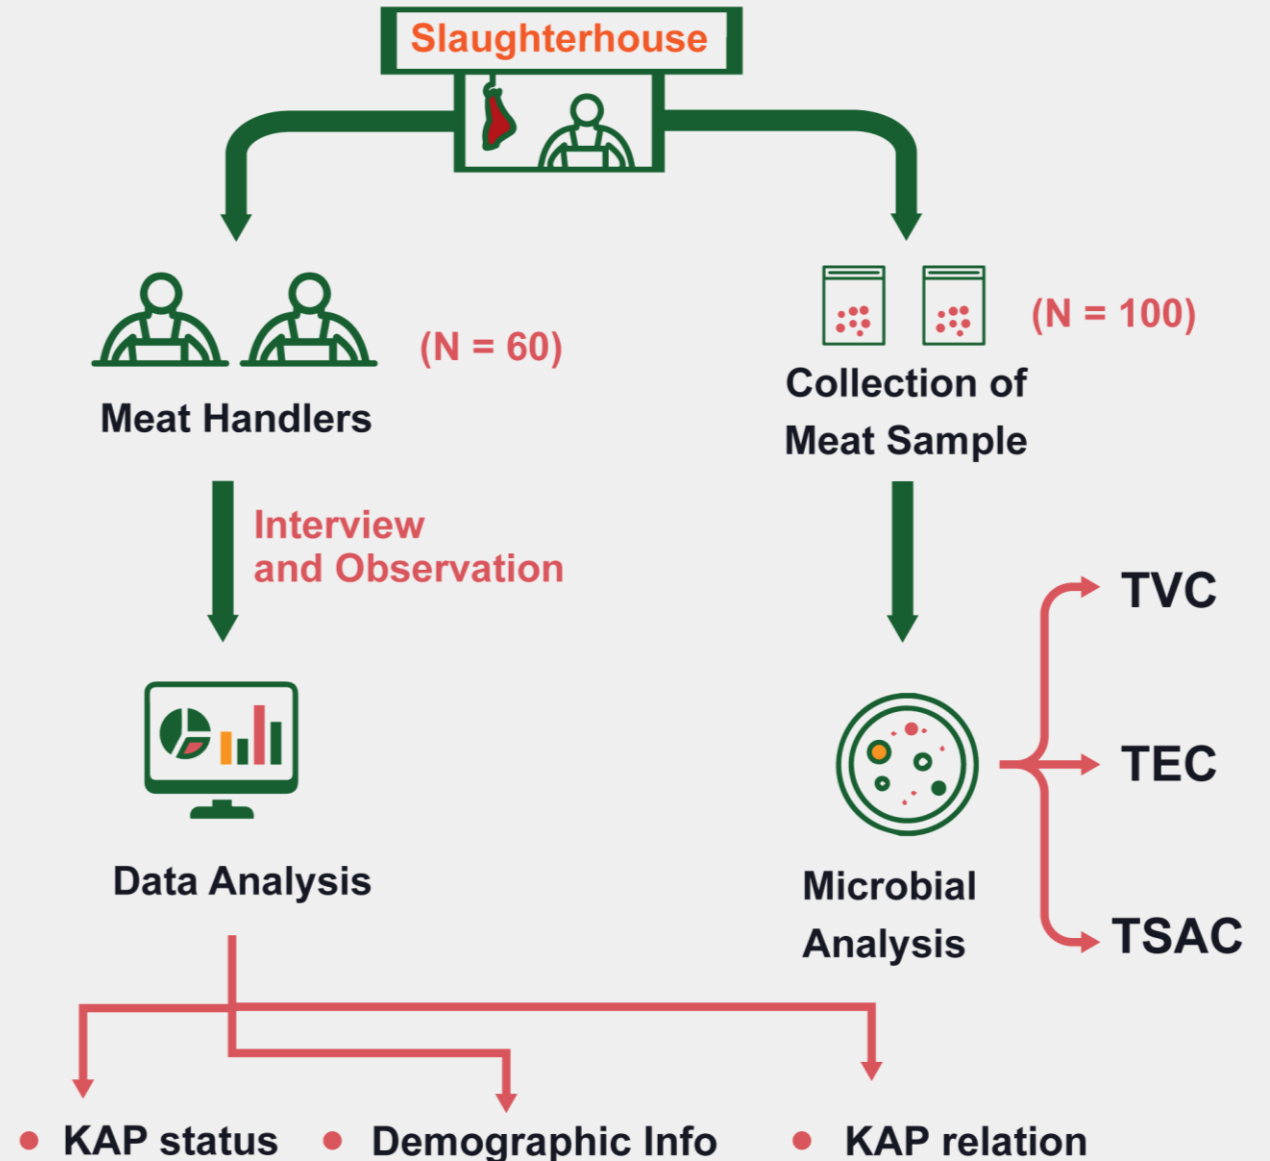 Slaughterhouse
(N = 60)
Meat Handlers
Interview
and Observation
Data Analysis
(N = 100)
Collection of
Meat Sample
Microbial
Analysis
TVC
TEC
TSAC
• KAP status
• Demographic Info
• KAP relation